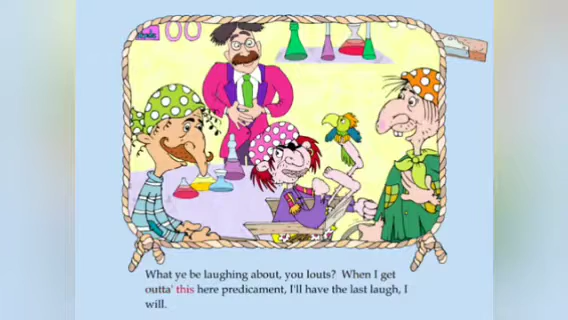 What ye be laughing about, you louts?  When I get
outta' this here predicament, I'll have the last laugh, I
will.